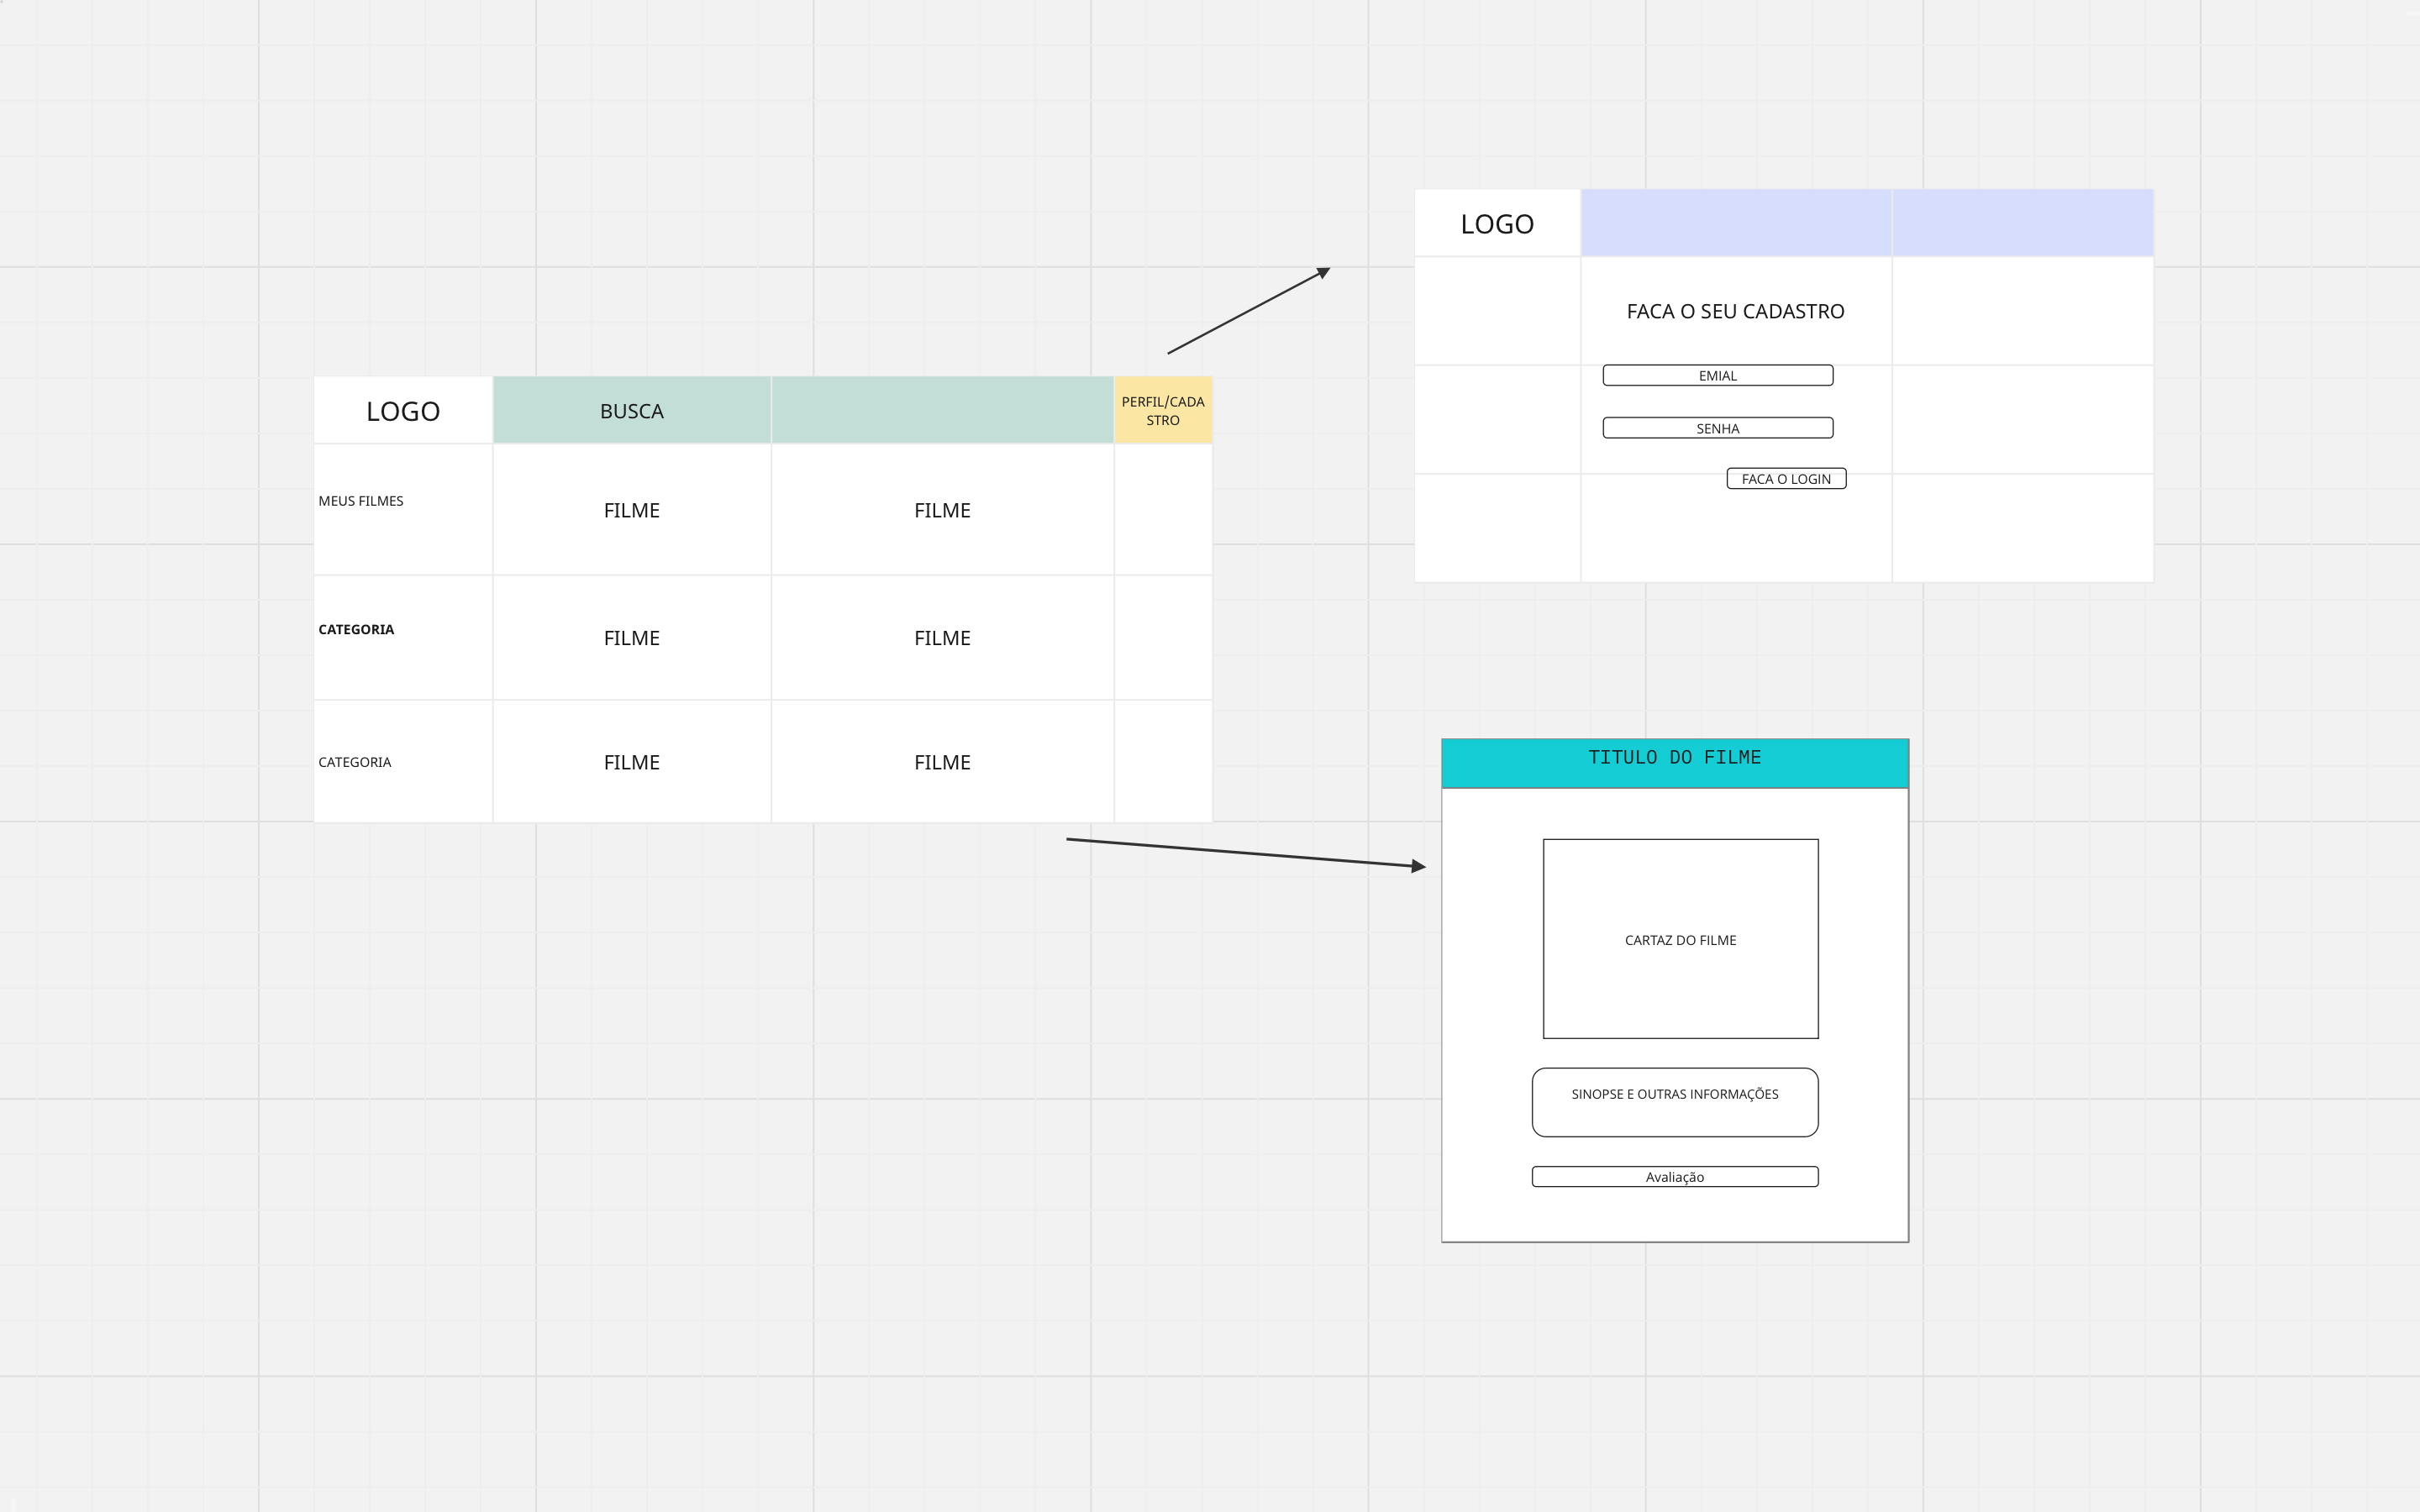 LOGO
BUSCA
PERFIL/CADA
STRO
MEUS FILMES
FILME
FILME
CATEGORIA
FILME
FILME
CATEGORIA
FILME
FILME
LOGO
FACA O SEU CADASTRO
EMIAL
SENHA
FACA O LOGIN
TITULO DO FILME
CARTAZ DO FILME
SINOPSE E OUTRAS INFORMAÇÕES
Avaliação